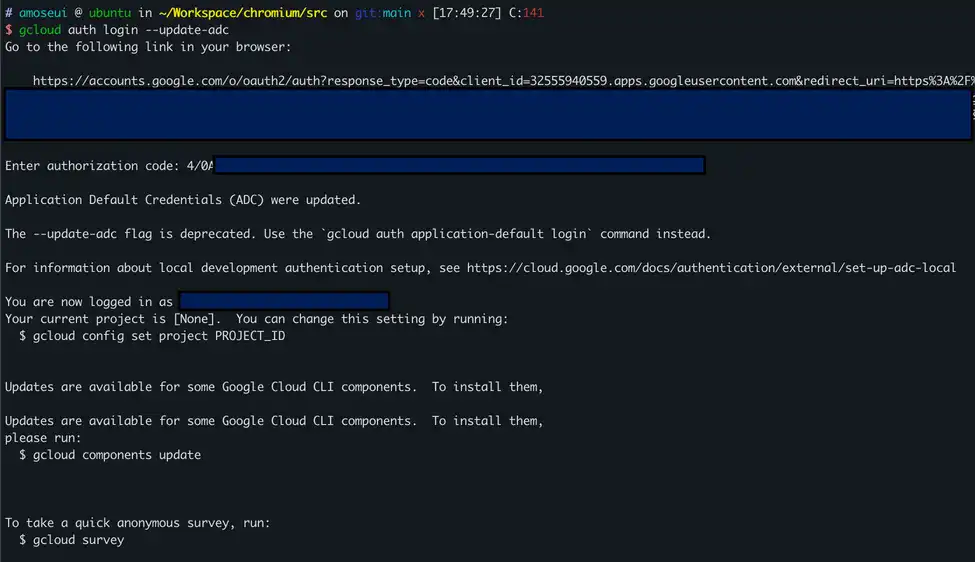 # amoseui @ ubuntu in ~/Workspace/chromium/src on git:main x [17:49:27] C:141
$ gcloud auth login --update-adc
Go to the following link in your browser:
https://accounts.google.com/o/oauth2/auth?response_type=code&client_id=32555940559.apps.googleusercontent.com&redirect_uri=https%3A%2F%
Enter authorization code: 4/0A
Application Default Credentials (ADC) were updated.
The --update-adc flag is deprecated. Use the `gcloud auth application-default login` command instead.
For information about local development authentication setup, see https://cloud.google.com/docs/authentication/external/set-up-adc-local
You are now logged in as
Your current project is [None].  You can change this setting by running:
$ gcloud config set project PROJECT_ID
Updates are available for some Google Cloud CLI components.  To install them,
Updates are available for some Google Cloud CLI components.  To install them,
please run:
$ gcloud components update
To take a quick anonymous survey, run:
$ gcloud survey